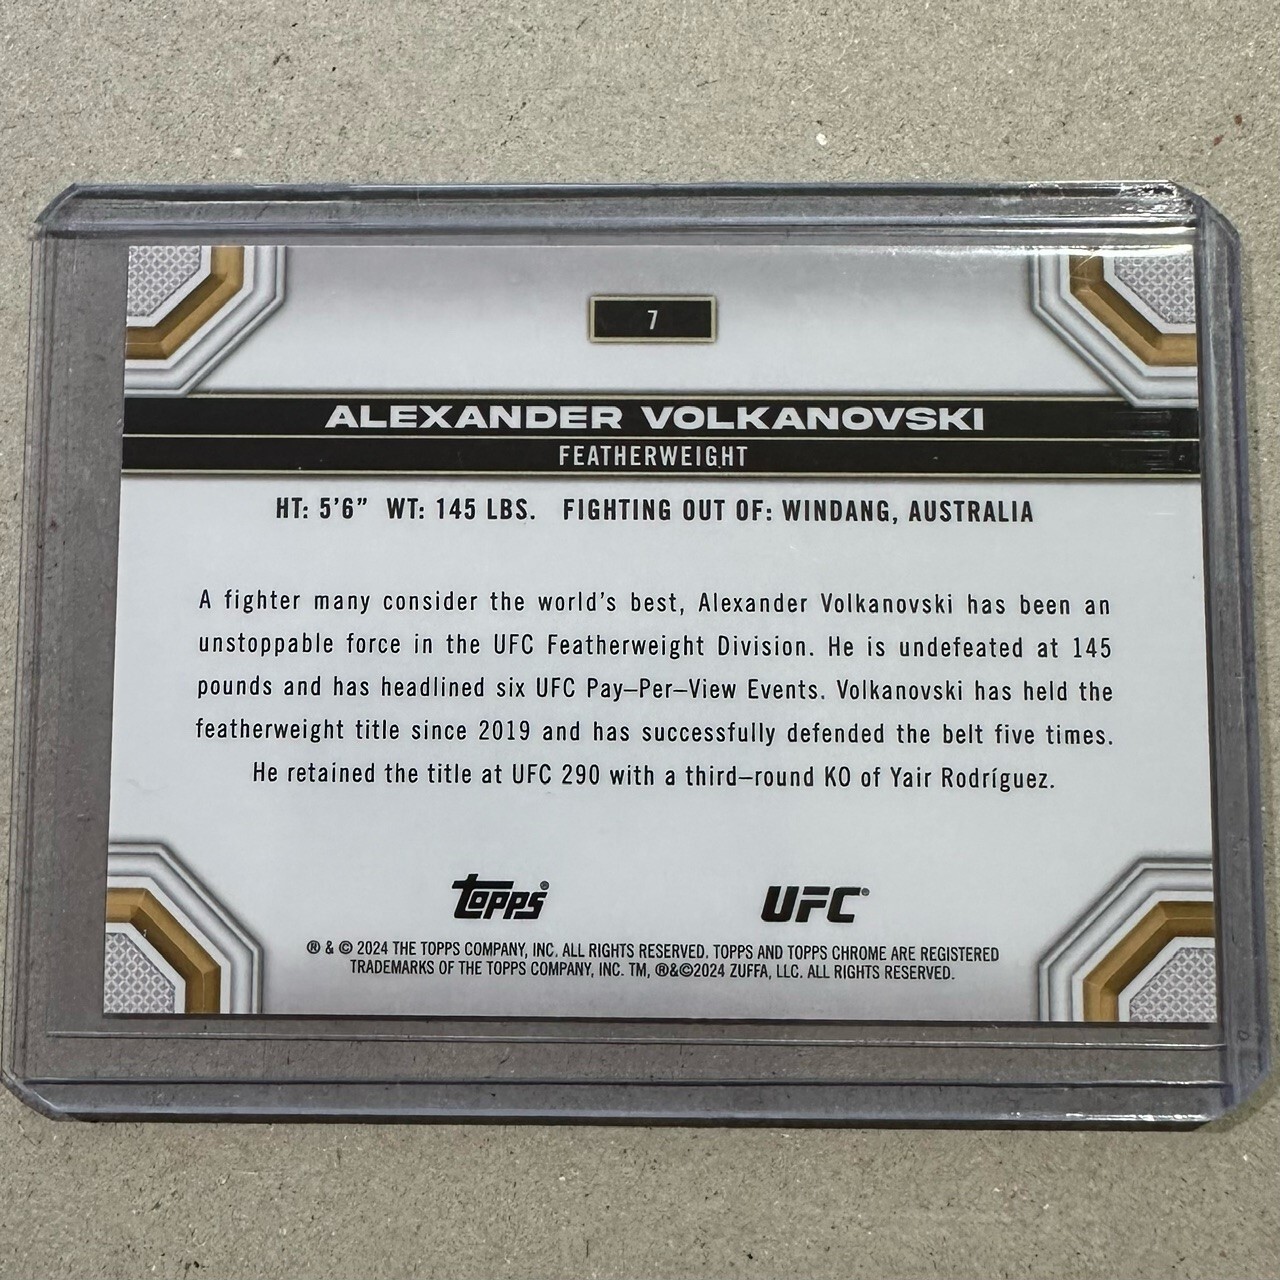 7
ALEXANDER VOLKANOVSKI
FEATHERWEIGHT
HT: 5'6" WT: 145 LBS. FIGHTING OUT OF: WINDANG, AUSTRALIA
A fighter many consider the world's best, Alexander Volkanovski has been an
unstoppable force in the UFC Featherweight Division. He is undefeated at 145
pounds and has headlined six UFC Pay–Per–View Events. Volkanovski has held the
featherweight title since 2019 and has successfully defended the belt five times.
He retained the title at UFC 290 with a third–round KO of Yair Rodríguez.
topps® UFC®
® & © 2024 THE TOPPS COMPANY, INC. ALL RIGHTS RESERVED. TOPPS AND TOPPS CHROME ARE REGISTERED
TRADEMARKS OF THE TOPPS COMPANY, INC. TM, ®&©2024 ZUFFA, LLC. ALL RIGHTS RESERVED.